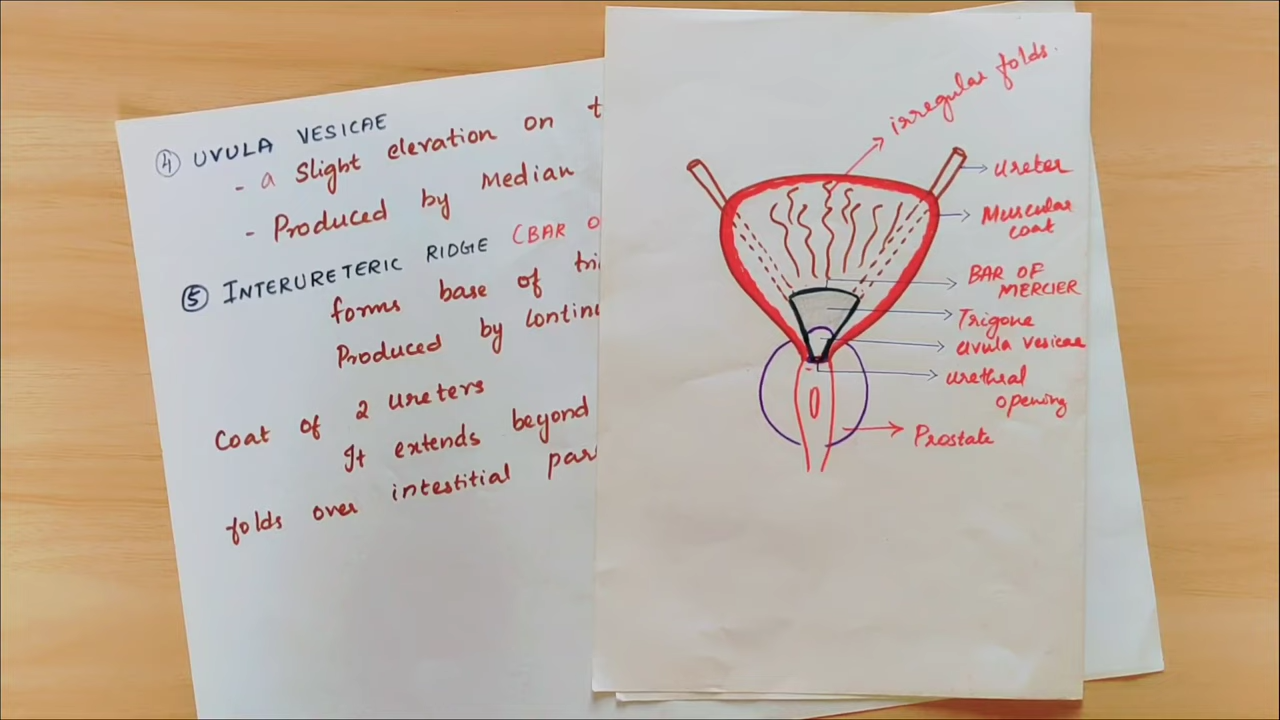 ④ UVULA VESICAE
- a slight elevation on t
- Produced by Median
⑤ INTERURETERIC RIDGE (BAR O
forms base of tri
Produced by continu
Coat of 2 ureters
It extends beyond
folds over intestitial par
irregular folds.
Ureter
Muscular
coat
BAR OF
MERCIER
Trigone
uvula vesicae
urethral
opening
Prostate